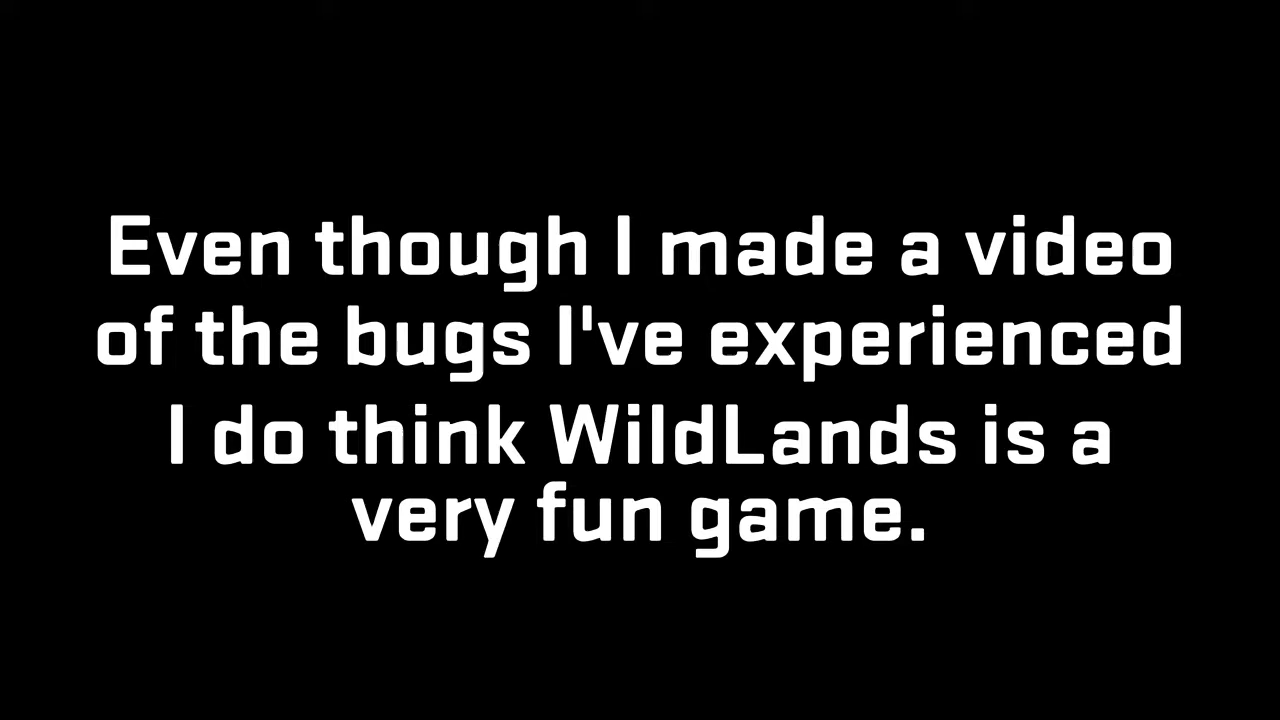 Even though I made a video
of the bugs I've experienced
I do think WildLands is a
very fun game.